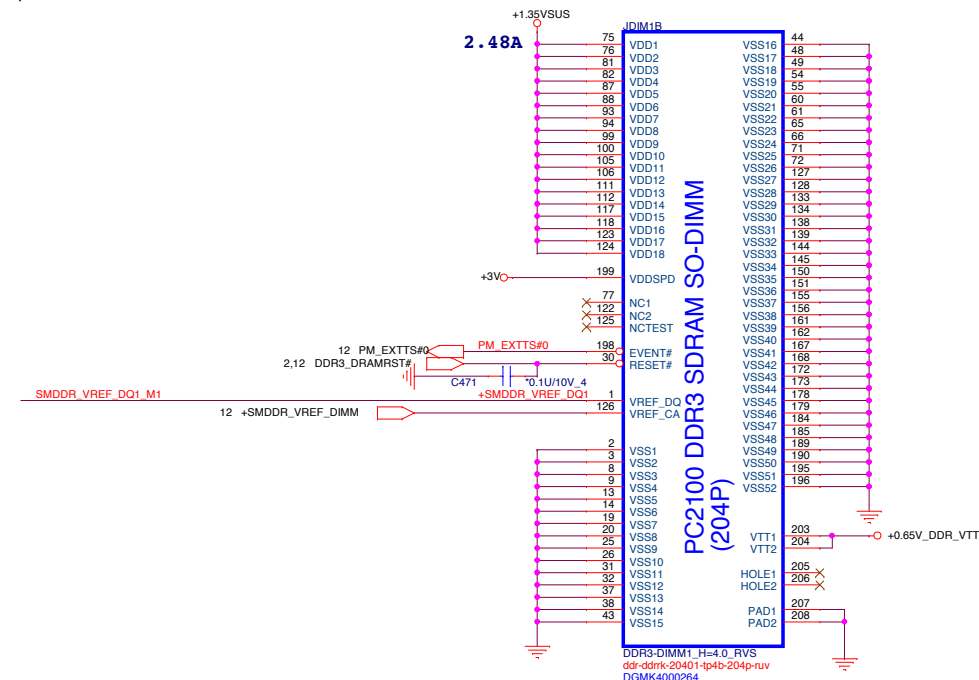 +1.35VSUS
2.48A
JDIM1B
75 VDD1 VSS16 44
76 VDD2 VSS17 48
81 VDD3 VSS18 49
82 VDD4 VSS19 54
87 VDD5 VSS20 55
88 VDD6 VSS21 60
93 VDD7 VSS22 61
94 VDD8 VSS23 65
99 VDD9 VSS24 66
100 VDD10 VSS25 71
105 VDD11 VSS26 72
106 VDD12 VSS27 127
111 VDD13 VSS28 128
112 VDD14 VSS29 133
117 VDD15 VSS30 134
118 VDD16 VSS31 138
123 VDD17 VSS32 139
124 VDD18 VSS33 144
VSS34 145
+3V 199 VDDSPD VSS35 150
VSS36 151
77 NC1 VSS37 155
122 NC2 VSS38 156
125 NCTEST VSS39 161
VSS40 162
12 PM_EXTTS#0 PM_EXTTS#0 198 EVENT# VSS41 167
2,12 DDR3_DRAMRST# 30 RESET# VSS42 168
VSS43 172
C471 *0.1U/10V_4 VSS44 173
SMDDR_VREF_DQ1_M1 +SMDDR_VREF_DQ1 1 VREF_DQ VSS45 178
12 +SMDDR_VREF_DIMM 126 VREF_CA VSS46 179
VSS47 184
VSS48 185
2 VSS1 VSS49 189
3 VSS2 VSS50 190
8 VSS3 VSS51 195
9 VSS4 VSS52 196
13 VSS5
14 VSS6
19 VSS7
20 VSS8 VTT1 203 +0.65V_DDR_VTT
25 VSS9 VTT2 204
26 VSS10
31 VSS11 HOLE1 205
32 VSS12 HOLE2 206
37 VSS13
38 VSS14 PAD1 207
43 VSS15 PAD2 208
PC2100 DDR3 SDRAM SO-DIMM
(204P)
DDR3-DIMM1_H=4.0_RVS
ddr-ddrrk-20401-tp4b-204p-ruv
DGMK4000264